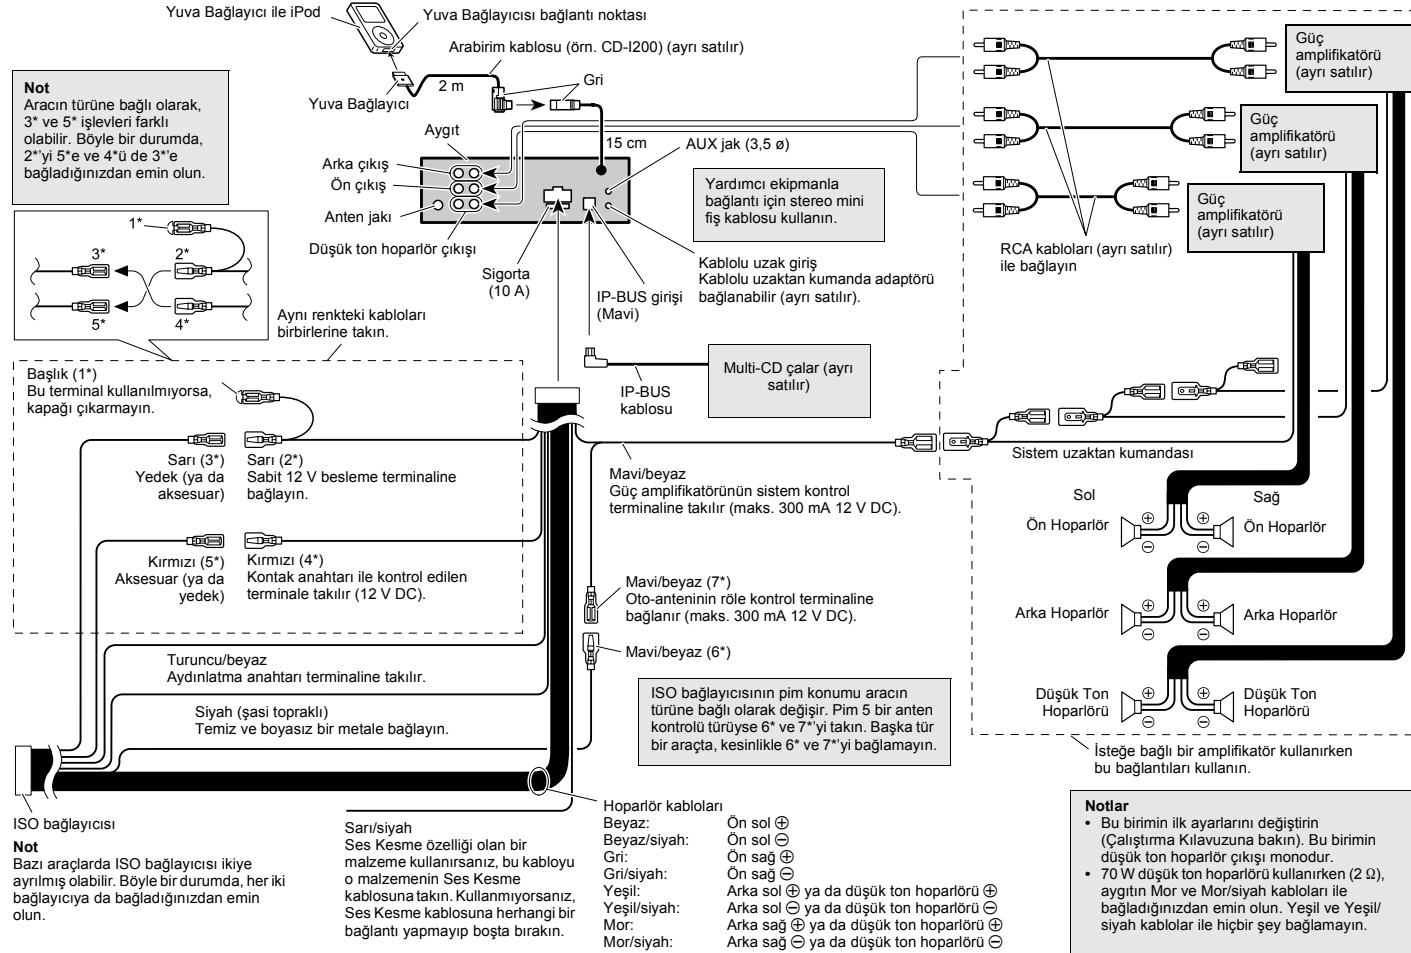 Yuva Bağlayıcı ile iPod
Yuva Bağlayıcısı bağlantı noktası
Arabirim kablosu (örn. CD-I200) (ayrı satılır)
2 m
Gri
Yuva Bağlayıcı
Not
Aracın türüne bağlı olarak,
3* ve 5* işlevleri farklı
olabilir. Böyle bir durumda,
2*'yi 5*e ve 4*ü de 3*'e
bağladığınızdan emin olun.
Aygıt
15 cm
AUX jak (3,5 ø)
Arka çıkış
Ön çıkış
Anten jakı
Düşük ton hoparlör çıkışı
Yardımcı ekipmanla
bağlantı için stereo mini
fiş kablosu kullanın.
Sigorta
(10 A)
IP-BUS girişi
(Mavi)
Kablolu uzak giriş
Kablolu uzaktan kumanda adaptörü
bağlanabilir (ayrı satılır).
Güç
amplifikatörü
(ayrı satılır)
Güç
amplifikatörü
(ayrı satılır)
Güç
amplifikatörü
(ayrı satılır)
RCA kabloları (ayrı satılır)
ile bağlayın
1*
3*
2*
5*
4*
Aynı renkteki kabloları
birbirlerine takın.
Başlık (1*)
Bu terminal kullanılmıyorsa,
kapağı çıkarmayın.
IP-BUS
kablosu
Multi-CD çalar (ayrı
satılır)
Sarı (3*)
Yedek (ya da
aksesuar)
Sarı (2*)
Sabit 12 V besleme terminaline
bağlayın.
Mavi/beyaz
Güç amplifikatörünün sistem kontrol
terminaline takılır (maks. 300 mA 12 V DC).
Sistem uzaktan kumandası
Kırmızı (5*)
Aksesuar (ya da
yedek)
Kırmızı (4*)
Kontak anahtarı ile kontrol edilen
terminale takılır (12 V DC).
Mavi/beyaz (7*)
Oto-anteninin röle kontrol terminaline
bağlanır (maks. 300 mA 12 V DC).
Mavi/beyaz (6*)
Sol
Sağ
Ön Hoparlör
⊕
⊖
⊕
⊖
Ön Hoparlör
Arka Hoparlör
⊕
⊖
⊕
⊖
Arka Hoparlör
Düşük Ton
Hoparlörü
⊕
⊖
⊕
⊖
Düşük Ton
Hoparlörü
Turuncu/beyaz
Aydınlatma anahtarı terminaline takılır.
Siyah (şasi topraklı)
Temiz ve boyasız bir metale bağlayın.
ISO bağlayıcısının pim konumu aracın
türüne bağlı olarak değişir. Pim 5 bir anten
kontrolü türüyse 6* ve 7*'yi takın. Başka tür
bir araçta, kesinlikle 6* ve 7*'yi bağlamayın.
İsteğe bağlı bir amplifikatör kullanırken
bu bağlantıları kullanın.
ISO bağlayıcısı
Not
Bazı araçlarda ISO bağlayıcısı ikiye
ayrılmış olabilir. Böyle bir durumda, her iki
bağlayıcıya da bağladığınızdan emin
olun.
Sarı/siyah
Ses Kesme özelliği olan bir
malzeme kullanırsanız, bu kabloyu
o malzemenin Ses Kesme
kablosuna takın. Kullanmıyorsanız,
Ses Kesme kablosuna herhangi bir
bağlantı yapmayıp boşta bırakın.
Hoparlör kabloları
Beyaz: Ön sol ⊕
Beyaz/siyah: Ön sol ⊖
Gri: Ön sağ ⊕
Gri/siyah: Ön sağ ⊖
Yeşil: Arka sol ⊕ ya da düşük ton hoparlörü ⊕
Yeşil/siyah: Arka sol ⊖ ya da düşük ton hoparlörü ⊖
Mor: Arka sağ ⊕ ya da düşük ton hoparlörü ⊕
Mor/siyah: Arka sağ ⊖ ya da düşük ton hoparlörü ⊖
Notlar
• Bu birimin ilk ayarlarını değiştirin
(Çalıştırma Kılavuzuna bakın). Bu birimin
düşük ton hoparlör çıkışı monodur.
• 70 W düşük ton hoparlörü kullanırken (2 Ω),
aygıtın Mor ve Mor/siyah kabloları ile
bağladığınızdan emin olun. Yeşil ve Yeşil/
siyah kablolar ile hiçbir şey bağlamayın.